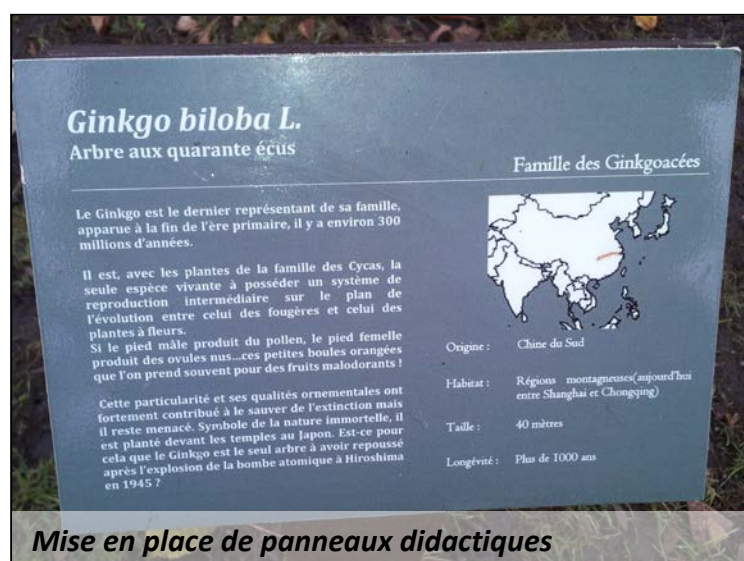 Ginkgo biloba L.
Arbre aux quarante écus
Famille des Ginkgoacées
Le Ginkgo est le dernier représentant de sa famille,
apparue à la fin de l'ère primaire, il y a environ 300
millions d'années.
Il est, avec les plantes de la famille des Cycas, la
seule espèce vivante à posséder un système de
reproduction intermédiaire sur le plan de
l'évolution entre celui des fougères et celui des
plantes à fleurs.
Si le pied mâle produit du pollen, le pied femelle
produit des ovules nus...ces petites boules orangées
que l'on prend souvent pour des fruits malodorants !
Cette particularité et ses qualités ornementales ont
fortement contribué à le sauver de l'extinction mais
il reste menacé. Symbole de la nature immortelle, il
est planté devant les temples au Japon. Est-ce pour
cela que le Ginkgo est le seul arbre à avoir repoussé
après l'explosion de la bombe atomique à Hiroshima
en 1945 ?
Origine : Chine du Sud
Habitat : Régions montagneuses(aujourd'hui
entre Shanghai et Chongqing)
Taille : 40 mètres
Longévité : Plus de 1000 ans
Mise en place de panneaux didactiques